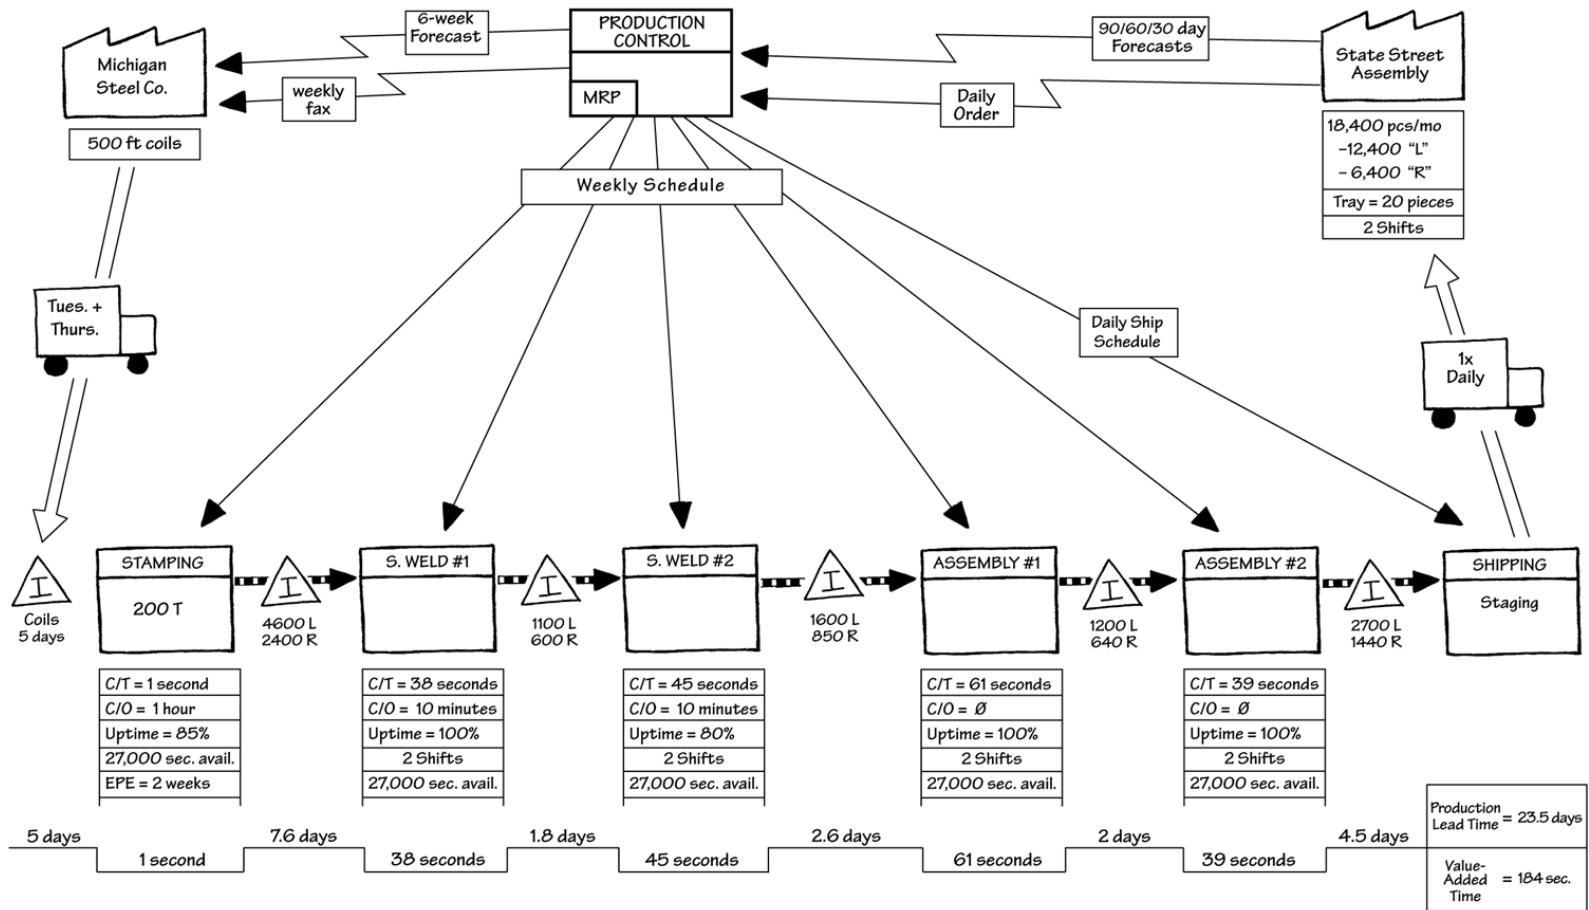 Michigan
Steel Co.
500 ft coils
6-week
Forecast
weekly
fax
PRODUCTION
CONTROL
MRP
90/60/30 day
Forecasts
Daily
Order
State Street
Assembly
18,400 pcs/mo
-12,400 "L"
- 6,400 "R"
Tray = 20 pieces
2 Shifts
Weekly Schedule
Tues. +
Thurs.
Daily Ship
Schedule
1x
Daily
I
Coils
5 days
STAMPING
200 T
C/T = 1 second
C/O = 1 hour
Uptime = 85%
27,000 sec. avail.
EPE = 2 weeks
I
4600 L
2400 R
S. WELD #1
C/T = 38 seconds
C/O = 10 minutes
Uptime = 100%
2 Shifts
27,000 sec. avail.
I
1100 L
600 R
S. WELD #2
C/T = 45 seconds
C/O = 10 minutes
Uptime = 80%
2 Shifts
27,000 sec. avail.
I
1600 L
850 R
ASSEMBLY #1
C/T = 61 seconds
C/O = Ø
Uptime = 100%
2 Shifts
27,000 sec. avail.
I
1200 L
640 R
ASSEMBLY #2
C/T = 39 seconds
C/O = Ø
Uptime = 100%
2 Shifts
27,000 sec. avail.
I
2700 L
1440 R
SHIPPING
Staging
5 days
1 second
7.6 days
38 seconds
1.8 days
45 seconds
2.6 days
61 seconds
2 days
39 seconds
4.5 days
Production
Lead Time = 23.5 days
Value-
Added = 184 sec.
Time